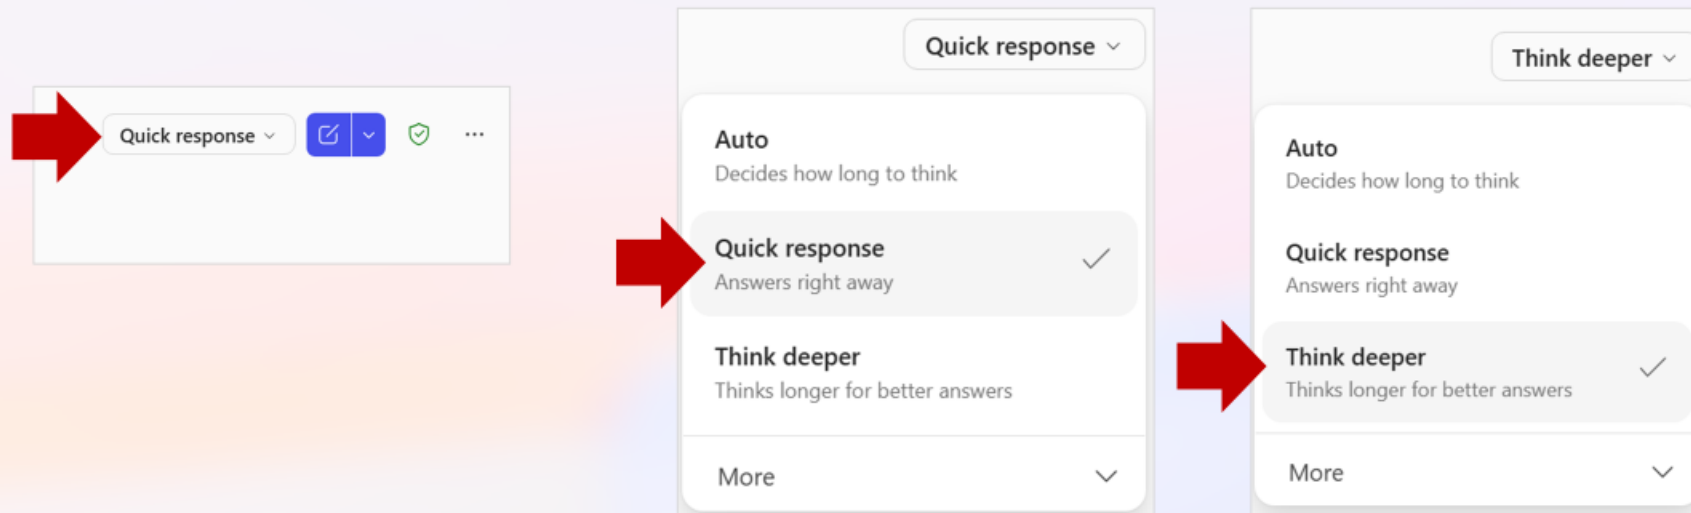 Quick response
Quick response
Auto
Decides how long to think
Quick response
Answers right away
Think deeper
Thinks longer for better answers
More
Think deeper
Auto
Decides how long to think
Quick response
Answers right away
Think deeper
Thinks longer for better answers
More